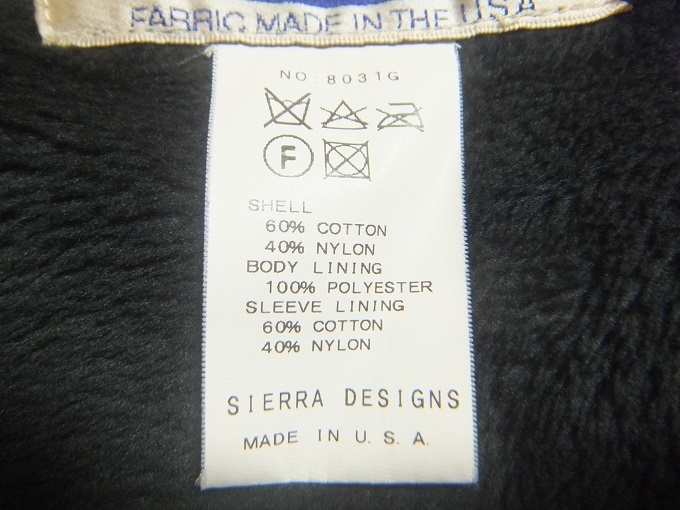 FABRIC MADE IN THE U.S.A.
NO:8031G
F
SHELL
60% COTTON
40% NYLON
BODY LINING
100% POLYESTER
SLEEVE LINING
60% COTTON
40% NYLON
SIERRA DESIGNS
MADE IN U.S.A.